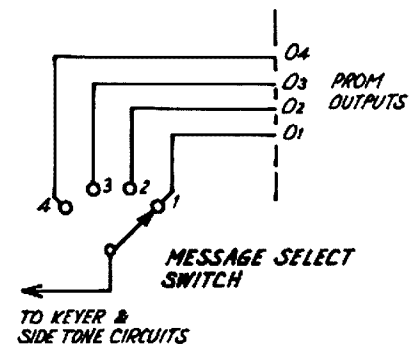 O4
O3 PROM
OUTPUTS
O2
O1
4 3 2 1
MESSAGE SELECT
SWITCH
TO KEYER &
SIDE TONE CIRCUITS